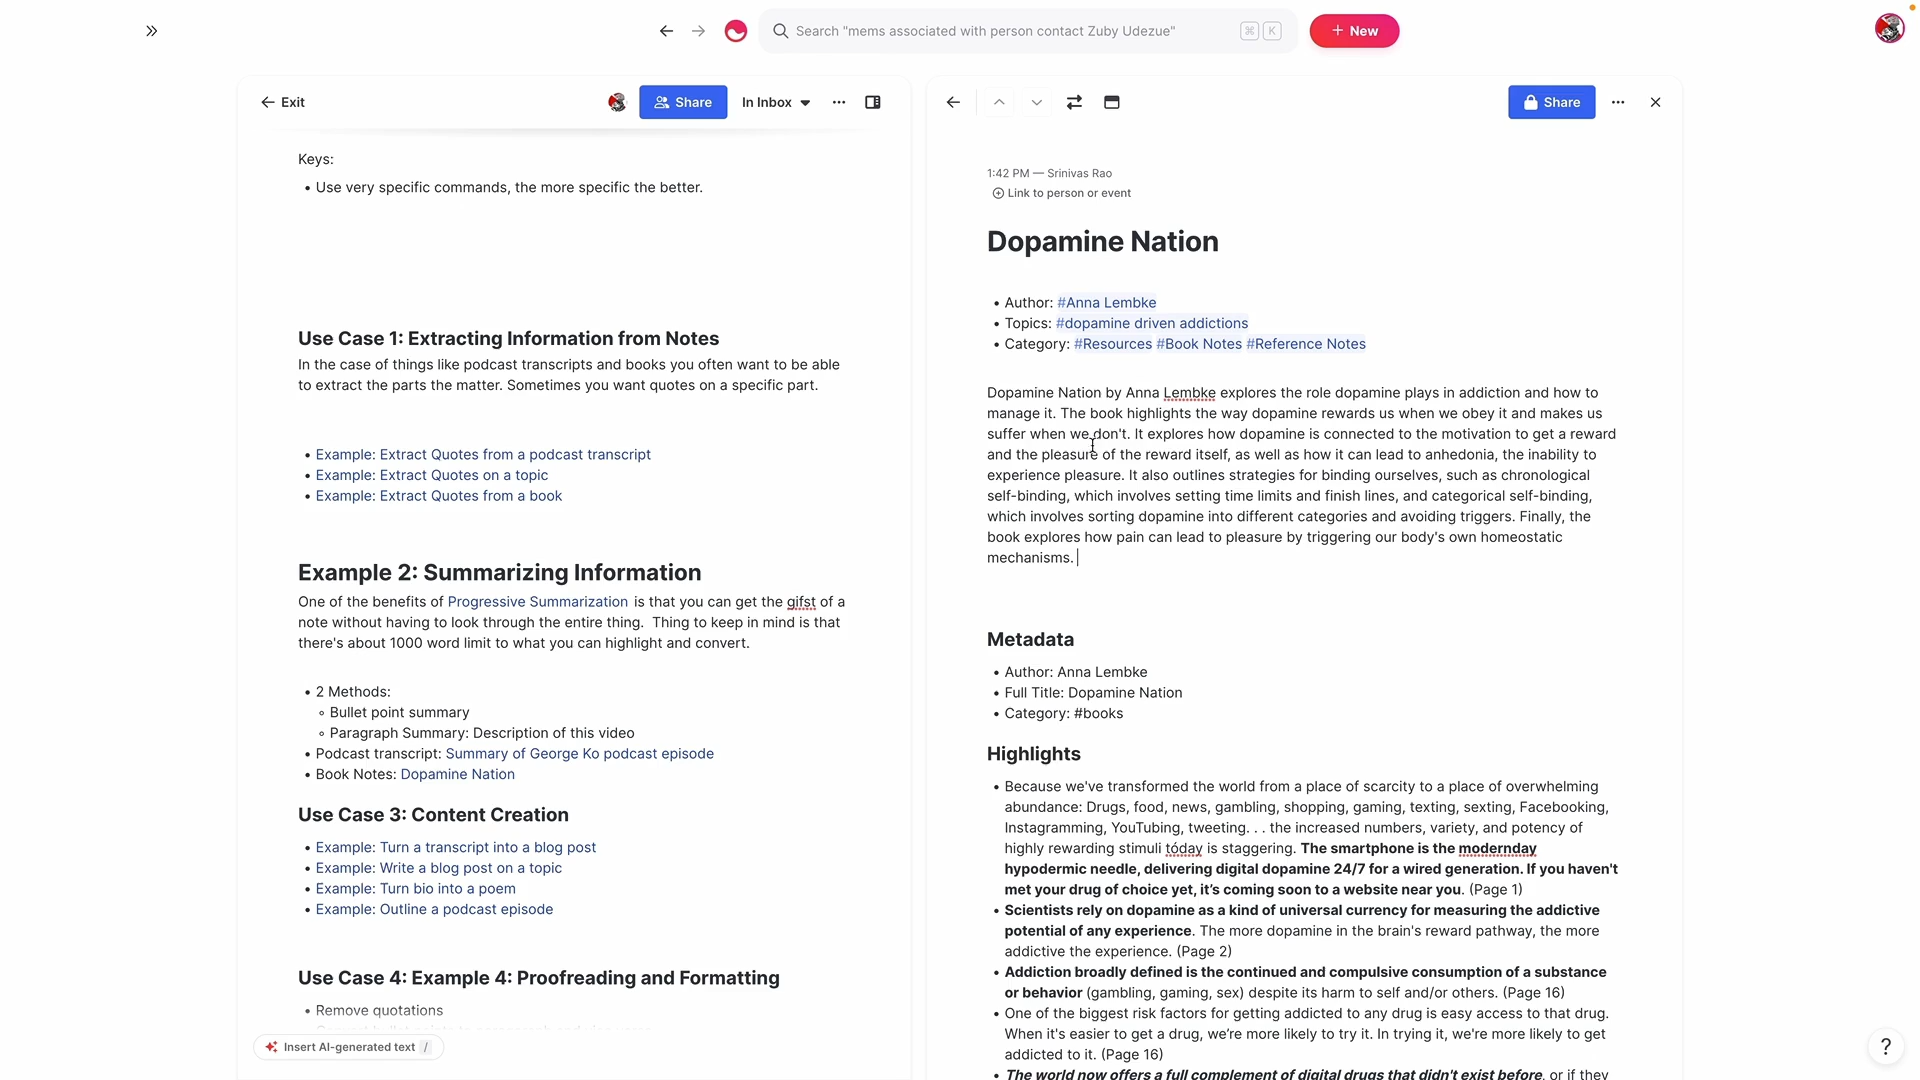 Search "mems associated with person contact Zuby Udezue"
⌘ K
+ New
← Exit
Share
In Inbox
Keys:
• Use very specific commands, the more specific the better.
Use Case 1: Extracting Information from Notes
In the case of things like podcast transcripts and books you often want to be able
to extract the parts the matter. Sometimes you want quotes on a specific part.
• Example: Extract Quotes from a podcast transcript
• Example: Extract Quotes on a topic
• Example: Extract Quotes from a book
Example 2: Summarizing Information
One of the benefits of Progressive Summarization is that you can get the gifst of a
note without having to look through the entire thing. Thing to keep in mind is that
there's about 1000 word limit to what you can highlight and convert.
• 2 Methods:
◦ Bullet point summary
◦ Paragraph Summary: Description of this video
• Podcast transcript: Summary of George Ko podcast episode
• Book Notes: Dopamine Nation
Use Case 3: Content Creation
• Example: Turn a transcript into a blog post
• Example: Write a blog post on a topic
• Example: Turn bio into a poem
• Example: Outline a podcast episode
Use Case 4: Example 4: Proofreading and Formatting
• Remove quotations
Insert AI-generated text /
Share
1:42 PM — Srinivas Rao
Link to person or event
Dopamine Nation
• Author: #Anna Lembke
• Topics: #dopamine driven addictions
• Category: #Resources #Book Notes #Reference Notes
Dopamine Nation by Anna Lembke explores the role dopamine plays in addiction and how to
manage it. The book highlights the way dopamine rewards us when we obey it and makes us
suffer when we don't. It explores how dopamine is connected to the motivation to get a reward
and the pleasure of the reward itself, as well as how it can lead to anhedonia, the inability to
experience pleasure. It also outlines strategies for binding ourselves, such as chronological
self-binding, which involves setting time limits and finish lines, and categorical self-binding,
which involves sorting dopamine into different categories and avoiding triggers. Finally, the
book explores how pain can lead to pleasure by triggering our body's own homeostatic
mechanisms.
Metadata
• Author: Anna Lembke
• Full Title: Dopamine Nation
• Category: #books
Highlights
• Because we've transformed the world from a place of scarcity to a place of overwhelming
abundance: Drugs, food, news, gambling, shopping, gaming, texting, sexting, Facebooking,
Instagramming, YouTubing, tweeting. . . the increased numbers, variety, and potency of
highly rewarding stimuli tóday is staggering. The smartphone is the modernday
hypodermic needle, delivering digital dopamine 24/7 for a wired generation. If you haven't
met your drug of choice yet, it’s coming soon to a website near you. (Page 1)
• Scientists rely on dopamine as a kind of universal currency for measuring the addictive
potential of any experience. The more dopamine in the brain's reward pathway, the more
addictive the experience. (Page 2)
• Addiction broadly defined is the continued and compulsive consumption of a substance
or behavior (gambling, gaming, sex) despite its harm to self and/or others. (Page 16)
• One of the biggest risk factors for getting addicted to any drug is easy access to that drug.
When it's easier to get a drug, we’re more likely to try it. In trying it, we're more likely to get
addicted to it. (Page 16)
• The world now offers a full complement of digital drugs that didn't exist before, or if they
?